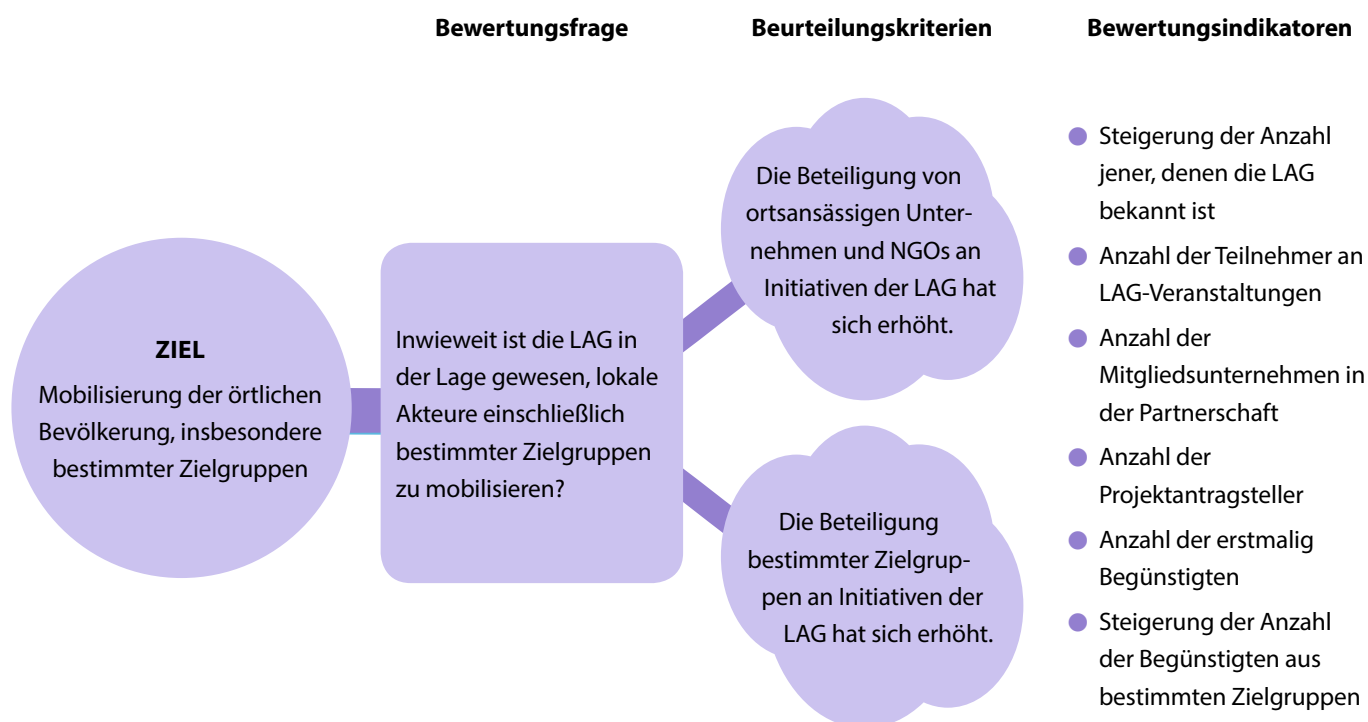 Bewertungsfrage
Beurteilungskriterien
Bewertungsindikatoren
ZIEL
Mobilisierung der örtlichen
Bevölkerung, insbesondere
bestimmter Zielgruppen
Inwieweit ist die LAG in
der Lage gewesen, lokale
Akteure einschließlich
bestimmter Zielgruppen
zu mobilisieren?
Die Beteiligung von
ortsansässigen Unter-
nehmen und NGOs an
Initiativen der LAG hat
sich erhöht.
Die Beteiligung
bestimmter Zielgrup-
pen an Initiativen der
LAG hat sich erhöht.
Steigerung der Anzahl
jener, denen die LAG
bekannt ist
Anzahl der Teilnehmer an
LAG-Veranstaltungen
Anzahl der
Mitgliedsunternehmen in
der Partnerschaft
Anzahl der
Projektantragsteller
Anzahl der erstmalig
Begünstigten
Steigerung der Anzahl
der Begünstigten aus
bestimmten Zielgruppen